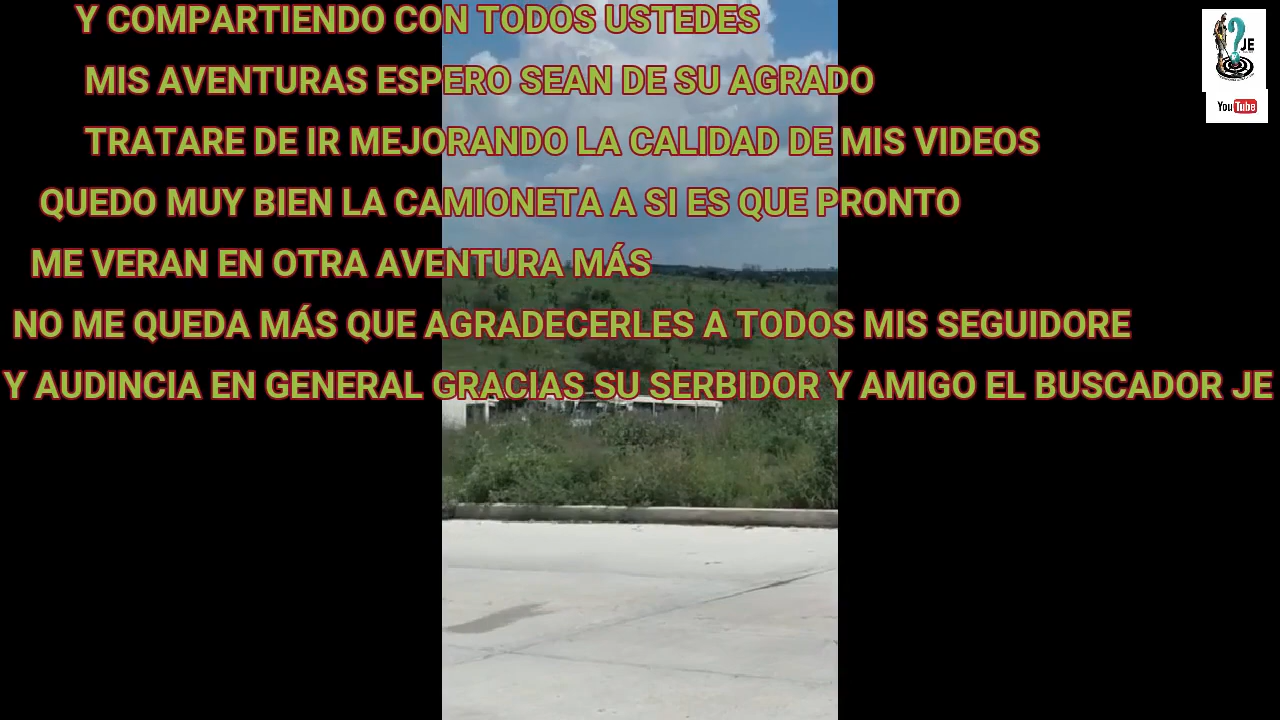 Y COMPARTIENDO CON TODOS USTEDES
MIS AVENTURAS ESPERO SEAN DE SU AGRADO
TRATARE DE IR MEJORANDO LA CALIDAD DE MIS VIDEOS
QUEDO MUY BIEN LA CAMIONETA A SI ES QUE PRONTO
ME VERAN EN OTRA AVENTURA MÁS
NO ME QUEDA MÁS QUE AGRADECERLES A TODOS MIS SEGUIDORE
Y AUDINCIA EN GENERAL GRACIAS SU SERBIDOR Y AMIGO EL BUSCADOR JE
?JE
YouTube